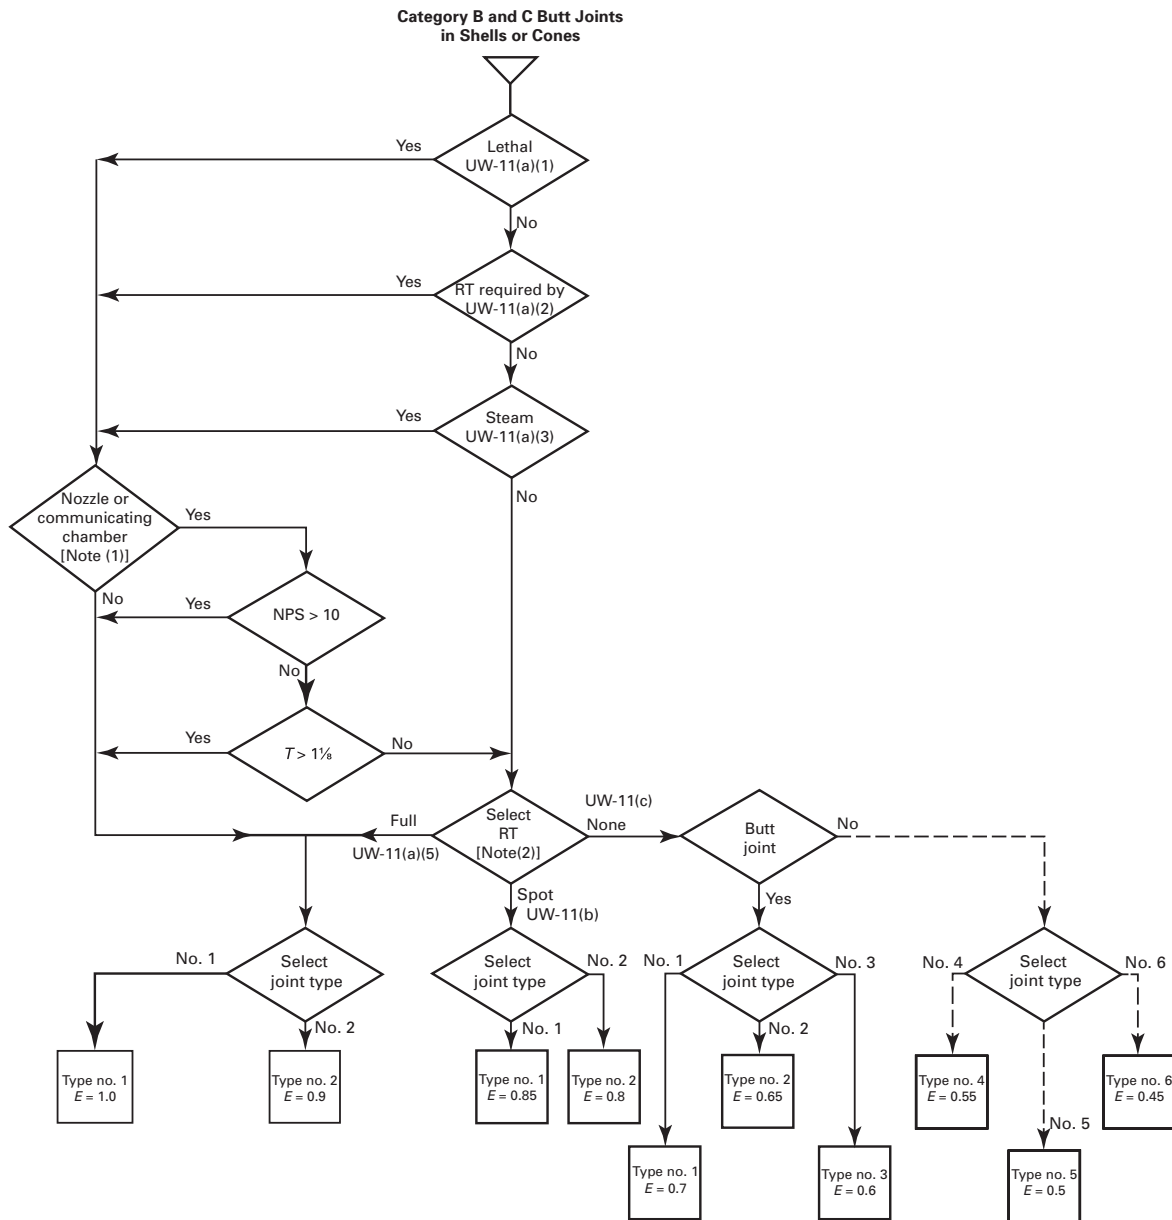 Category B and C Butt Joints
in Shells or Cones
Yes
Lethal
UW-11(a)(1)
No
Yes
RT required by
UW-11(a)(2)
No
Yes
Steam
UW-11(a)(3)
No
Nozzle or
communicating
chamber
[Note (1)]
Yes
No
Yes
NPS > 10
No
Yes
T > 1⅛
No
Full
UW-11(a)(5)
Select
RT
[Note(2)]
UW-11(c)
None
Butt
joint
No
Spot
UW-11(b)
Yes
No. 1
Select
joint type
No. 2
Select
joint type
No. 2
No. 1
No. 1
Select
joint type
No. 3
No. 2
No. 4
Select
joint type
No. 6
No. 5
Type no. 1
E = 1.0
Type no. 2
E = 0.9
Type no. 1
E = 0.85
Type no. 2
E = 0.8
Type no. 2
E = 0.65
Type no. 4
E = 0.55
Type no. 6
E = 0.45
Type no. 1
E = 0.7
Type no. 3
E = 0.6
Type no. 5
E = 0.5